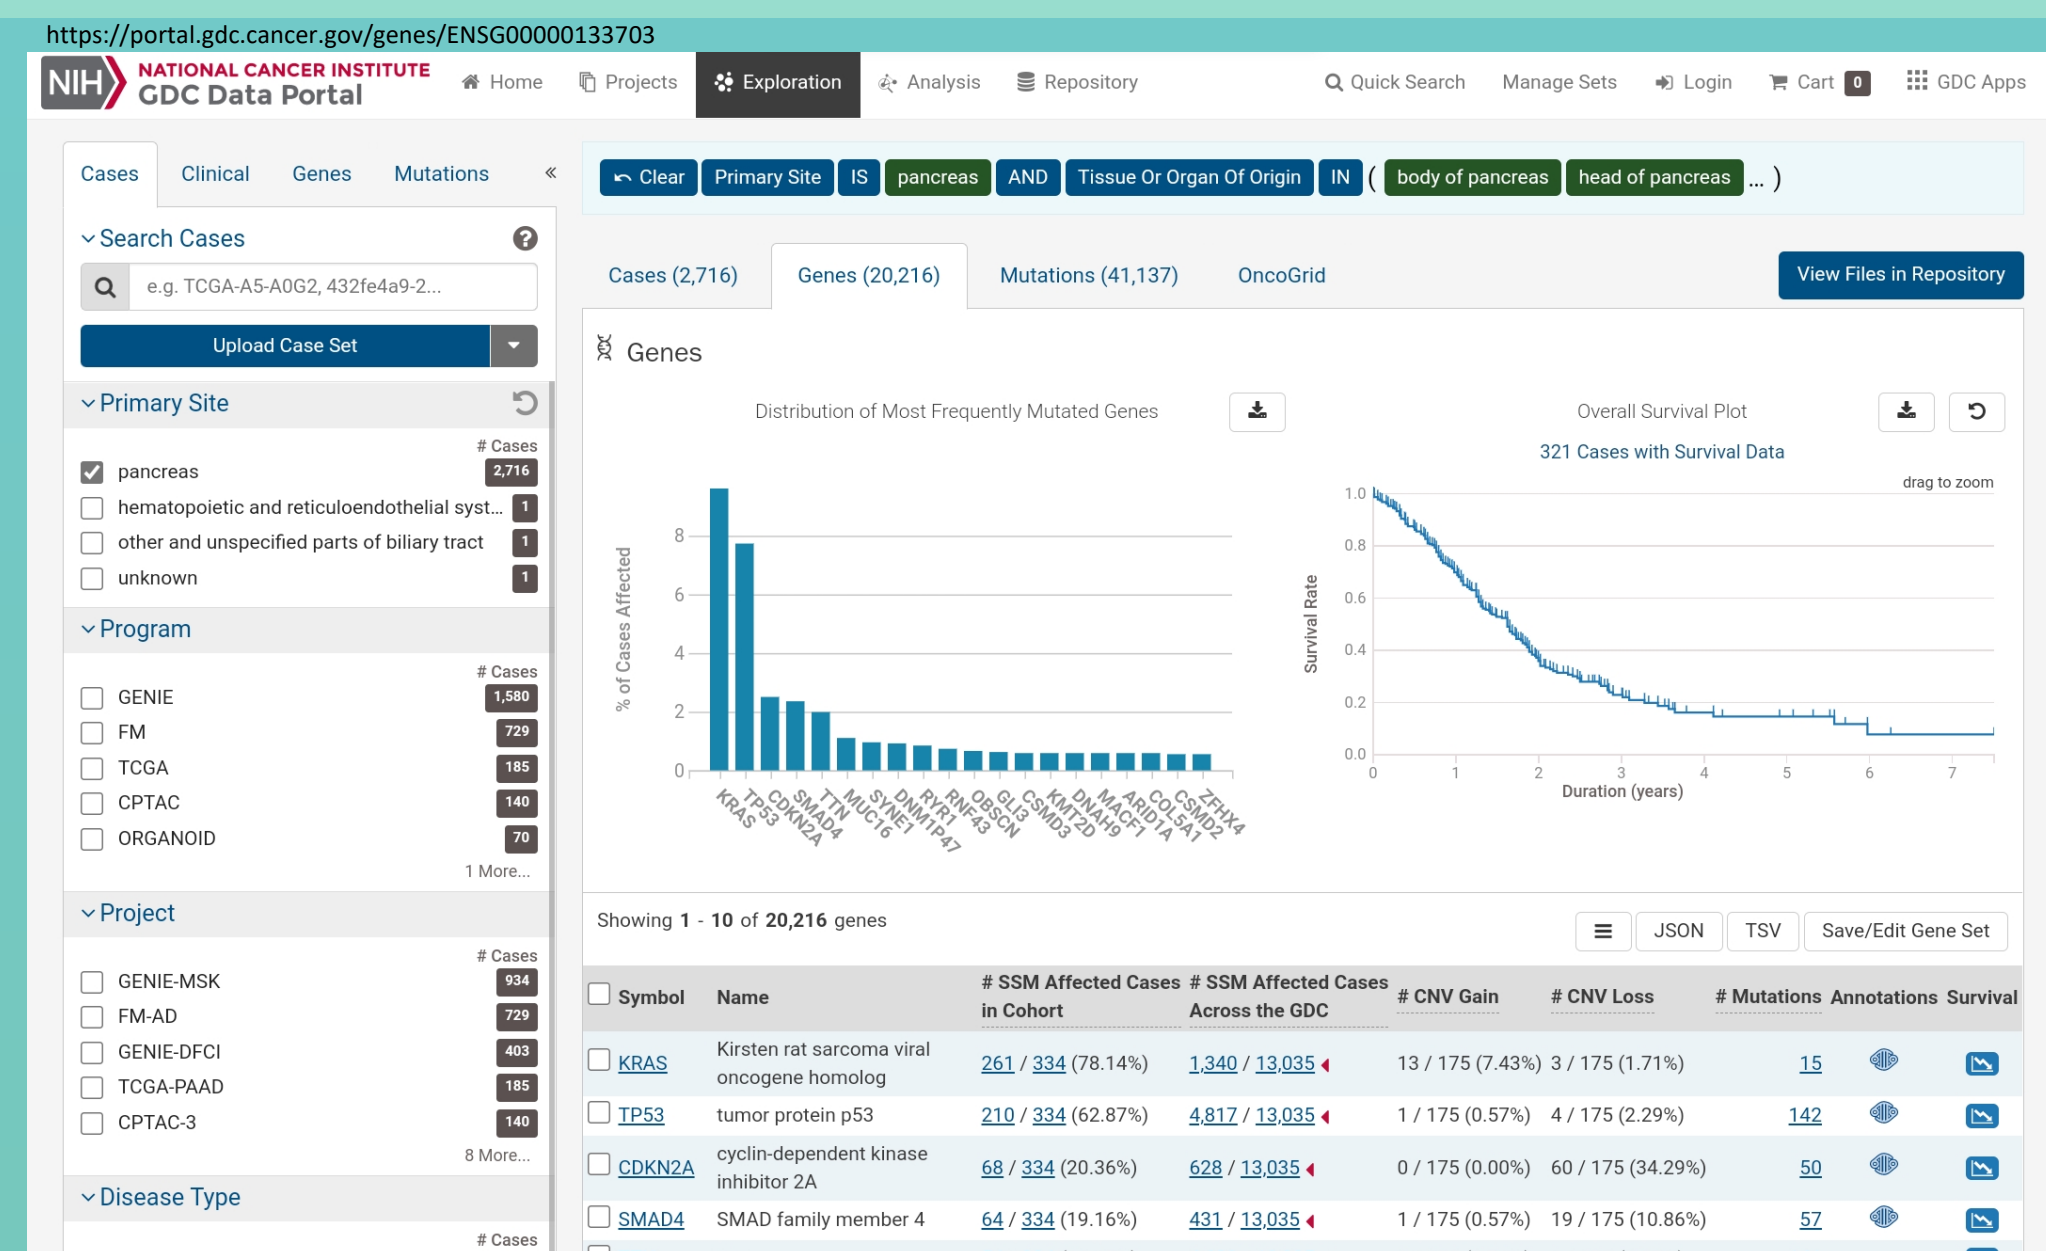 https://portal.gdc.cancer.gov/genes/ENSG00000133703
NIH NATIONAL CANCER INSTITUTE
GDC Data Portal
Home Projects Exploration Analysis Repository Quick Search Manage Sets Login Cart 0 GDC Apps
Cases Clinical Genes Mutations «
Clear Primary Site IS pancreas AND Tissue Or Organ Of Origin IN ( body of pancreas head of pancreas ... )
Search Cases ?
e.g. TCGA-A5-A0G2, 432fe4a9-2...
Upload Case Set
Primary Site
# Cases
pancreas 2,716
hematopoietic and reticuloendothelial syst... 1
other and unspecified parts of biliary tract 1
unknown 1
Program
# Cases
GENIE 1,580
FM 729
TCGA 185
CPTAC 140
ORGANOID 70
1 More...
Project
# Cases
GENIE-MSK 934
FM-AD 729
GENIE-DFCI 403
TCGA-PAAD 185
CPTAC-3 140
8 More...
Disease Type
# Cases
Cases (2,716) Genes (20,216) Mutations (41,137) OncoGrid View Files in Repository
Genes
Distribution of Most Frequently Mutated Genes
% of Cases Affected
8
6
4
2
0
KRAS TP53 CDKN2A SMAD4 TTN MUC16 SYNE1 DNM1P47 RYR1 RNF43 OBSCN GLI3 CSMD3 KMT2D DNAH9 MACF1 ARID1A COL5A1 CSMD2 ZFHX4
Overall Survival Plot
321 Cases with Survival Data
drag to zoom
Survival Rate
1.0
0.8
0.6
0.4
0.2
0.0
0 1 2 3 4 5 6 7
Duration (years)
Showing 1 - 10 of 20,216 genes
JSON TSV Save/Edit Gene Set
Symbol Name # SSM Affected Cases in Cohort # SSM Affected Cases Across the GDC # CNV Gain # CNV Loss # Mutations Annotations Survival
KRAS Kirsten rat sarcoma viral oncogene homolog 261 / 334 (78.14%) 1,340 / 13,035 13 / 175 (7.43%) 3 / 175 (1.71%) 15
TP53 tumor protein p53 210 / 334 (62.87%) 4,817 / 13,035 1 / 175 (0.57%) 4 / 175 (2.29%) 142
CDKN2A cyclin-dependent kinase inhibitor 2A 68 / 334 (20.36%) 628 / 13,035 0 / 175 (0.00%) 60 / 175 (34.29%) 50
SMAD4 SMAD family member 4 64 / 334 (19.16%) 431 / 13,035 1 / 175 (0.57%) 19 / 175 (10.86%) 57